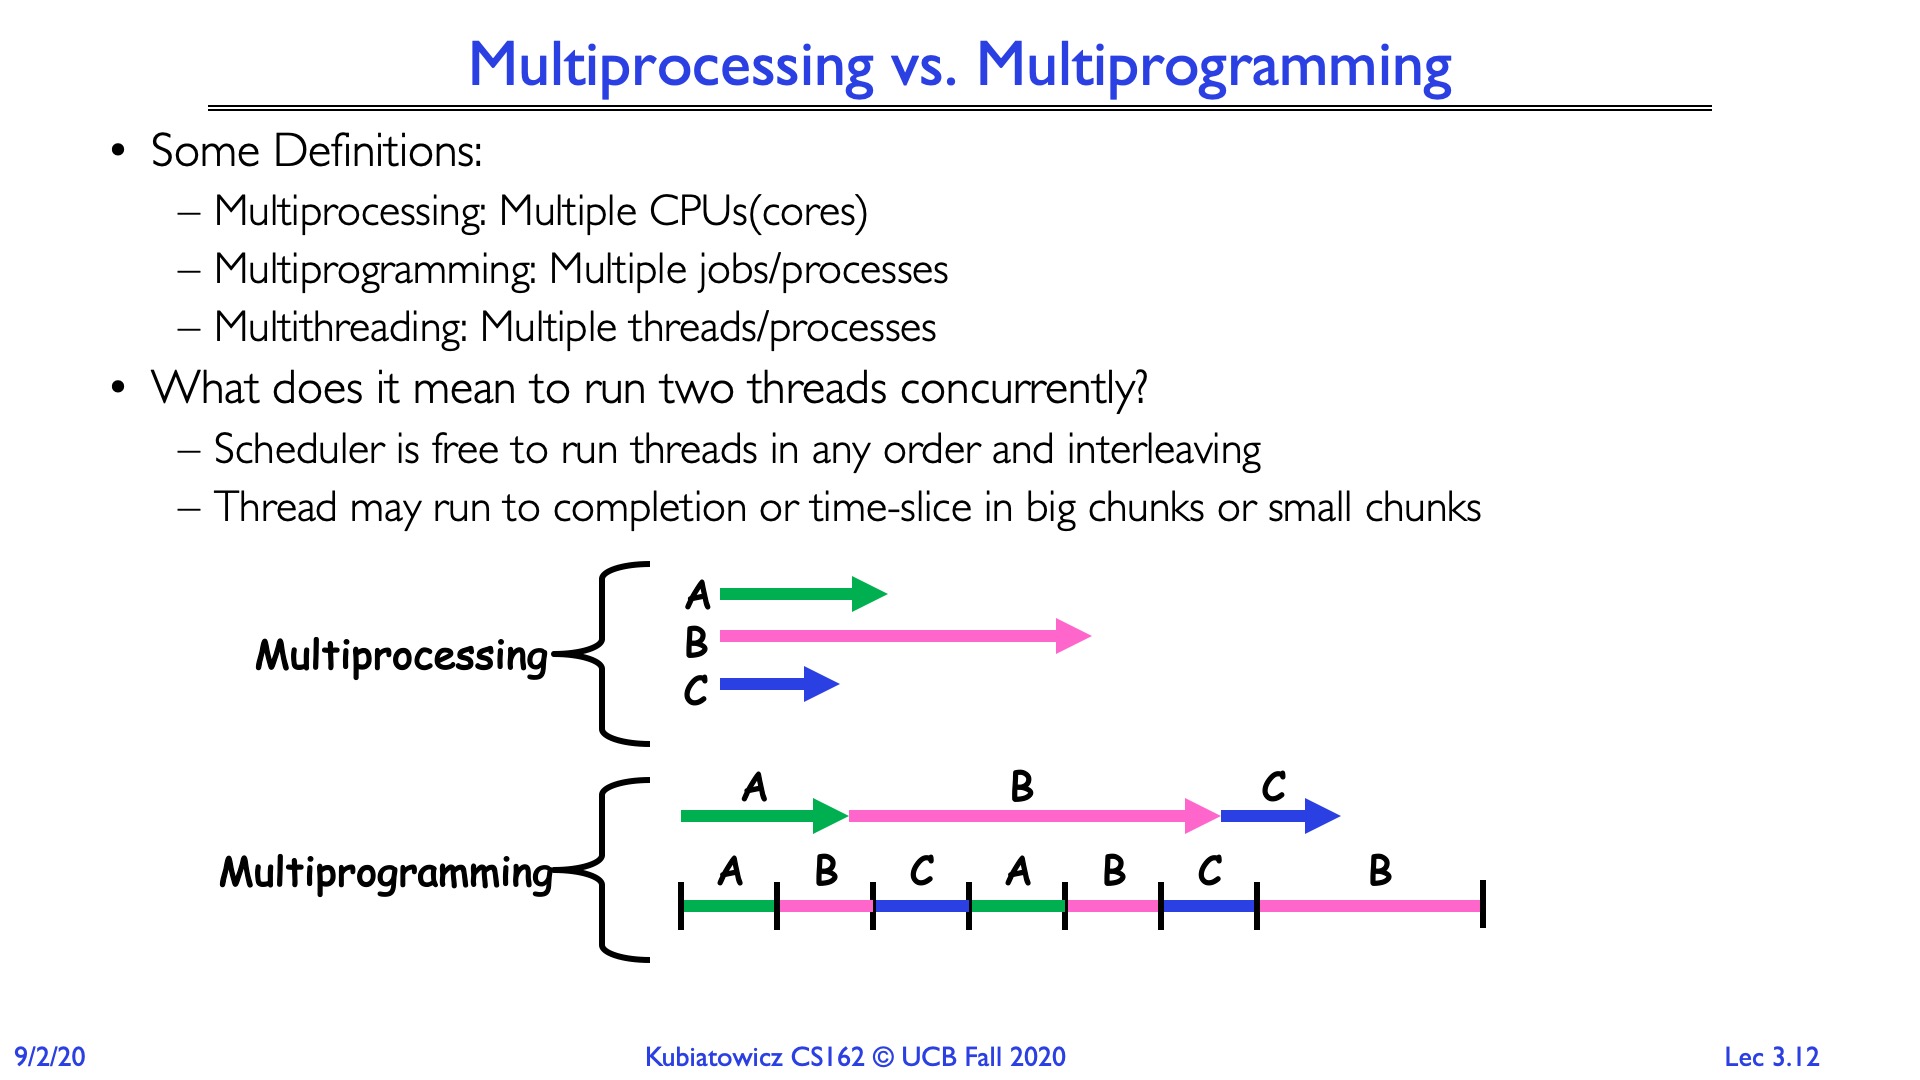 Multiprocessing vs. Multiprogramming
• Some Definitions:
– Multiprocessing: Multiple CPUs(cores)
– Multiprogramming: Multiple jobs/processes
– Multithreading: Multiple threads/processes
• What does it mean to run two threads concurrently?
– Scheduler is free to run threads in any order and interleaving
– Thread may run to completion or time-slice in big chunks or small chunks
Multiprocessing
A
B
C
Multiprogramming
A B C
A B C A B C B
9/2/20 Kubiatowicz CS162 © UCB Fall 2020 Lec 3.12